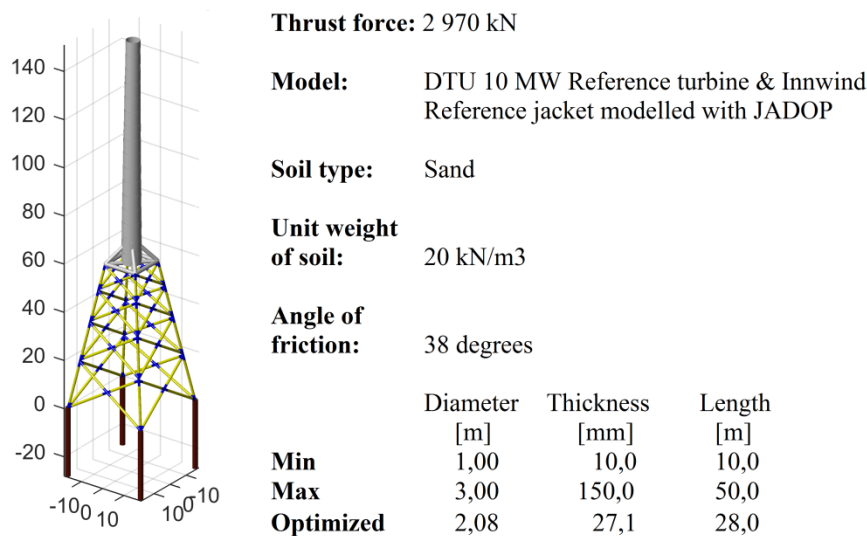 Thrust force: 2 970 kN
Model: DTU 10 MW Reference turbine & Innwind
Reference jacket modelled with JADOP
Soil type: Sand
Unit weight
of soil: 20 kN/m3
Angle of
friction: 38 degrees
Diameter Thickness Length
[m] [mm] [m]
Min 1,00 10,0 10,0
Max 3,00 150,0 50,0
Optimized 2,08 27,1 28,0
140
120
100
80
60
40
20
0
-20
-10 0 10
10 0 -10